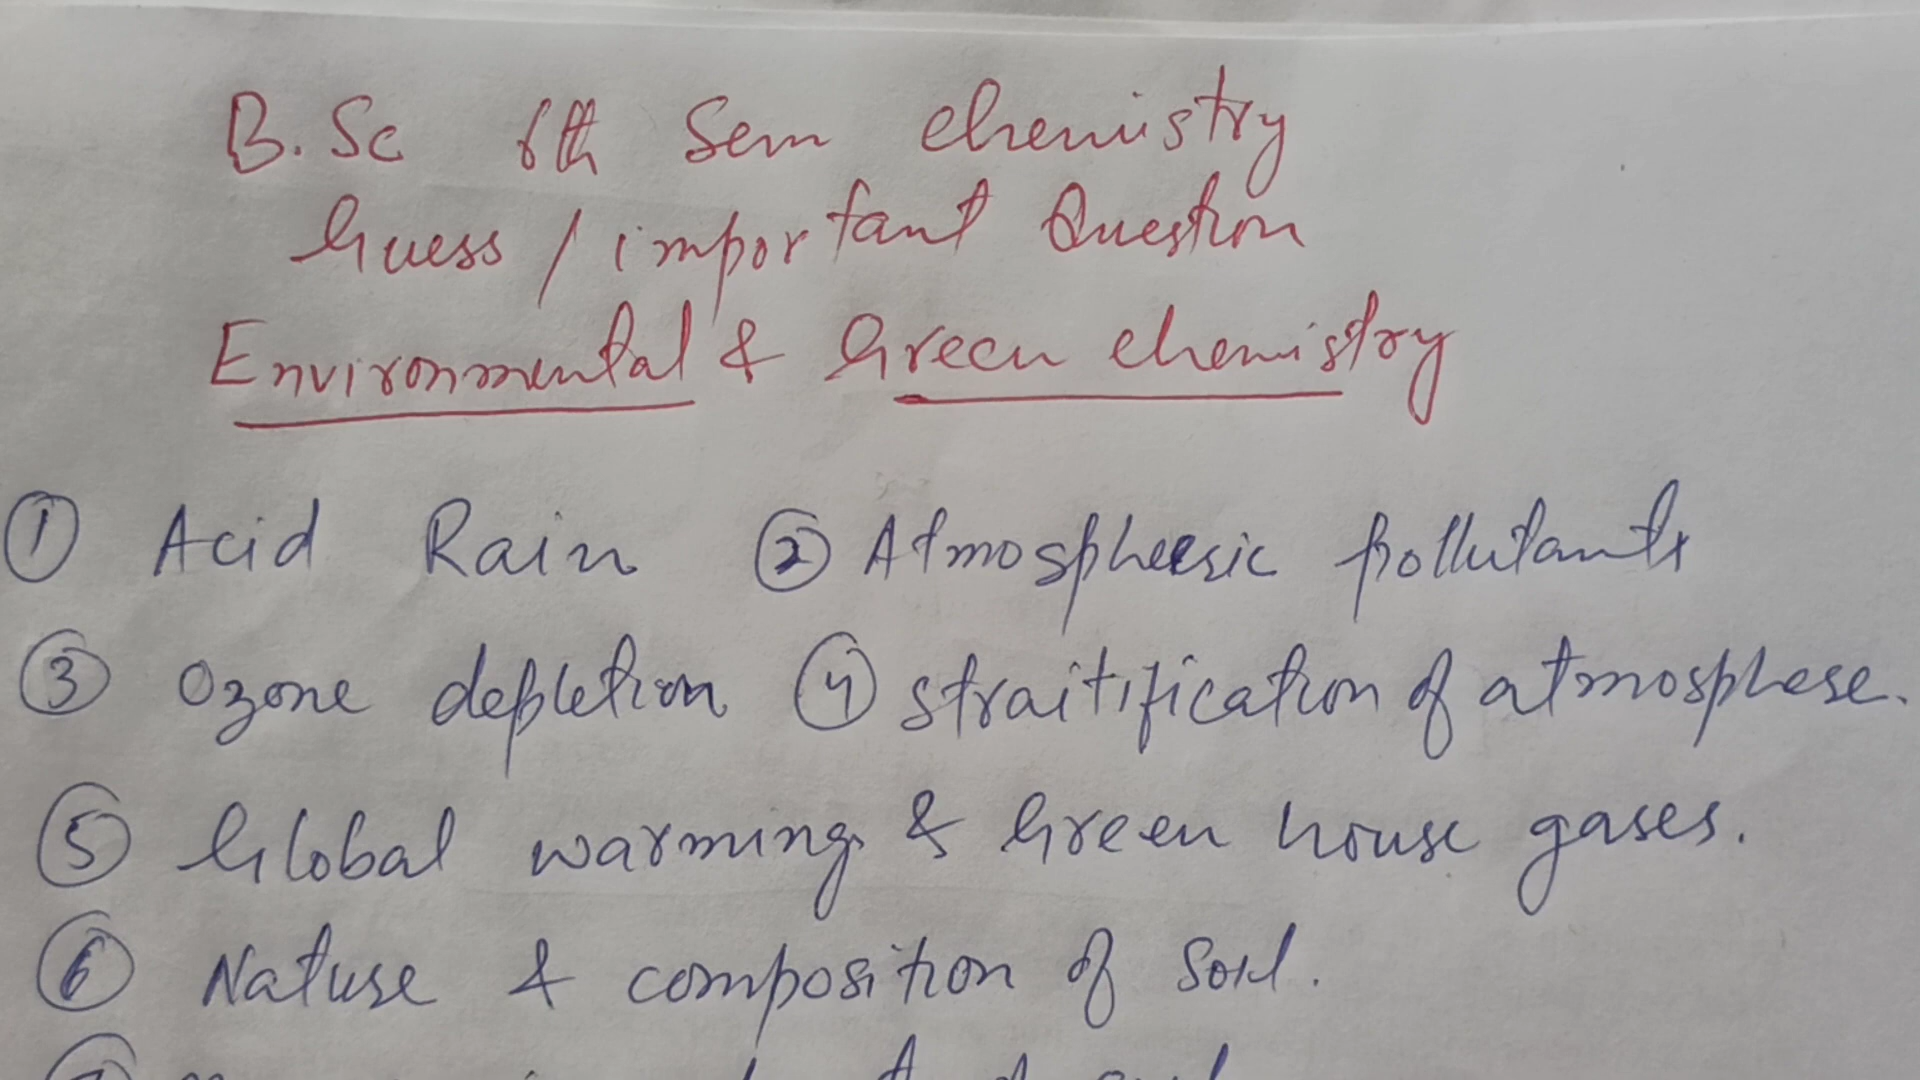 B.Sc 6th Sem chemistry
Guess / important Question
Environmental & Green chemistry
① Acid Rain ② Atmospheric pollutants
③ Ozone depletion ④ straitification of atmosphere.
⑤ Global warming & Green house gases.
⑥ Nature & composition of Soil.